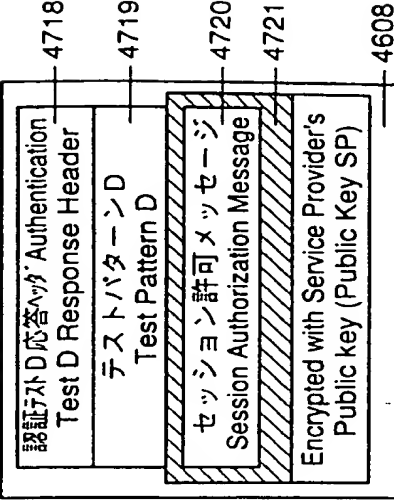 認証テストD応答ヘッダ Authentication
Test D Response Header
4718
テストパターンD
Test Pattern D
4719
セッション許可メッセージ
Session Authorization Message
4720
4721
Encrypted with Service Provider's
Public key (Public Key SP)
4608